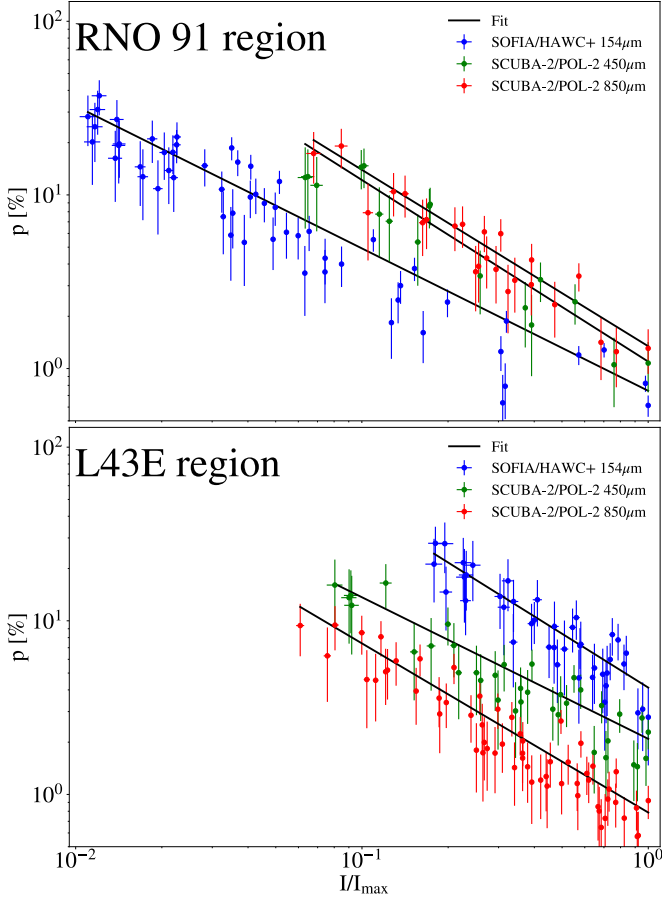 10²
RNO 91 region
Fit
SOFIA/HAWC+ 154μm
SCUBA-2/POL-2 450μm
SCUBA-2/POL-2 850μm
10¹
p [%]
10⁰
10²
L43E region
Fit
SOFIA/HAWC+ 154μm
SCUBA-2/POL-2 450μm
SCUBA-2/POL-2 850μm
10¹
p [%]
10⁰
10⁻² 10⁻¹ 10⁰
I/Iₘₐₓ